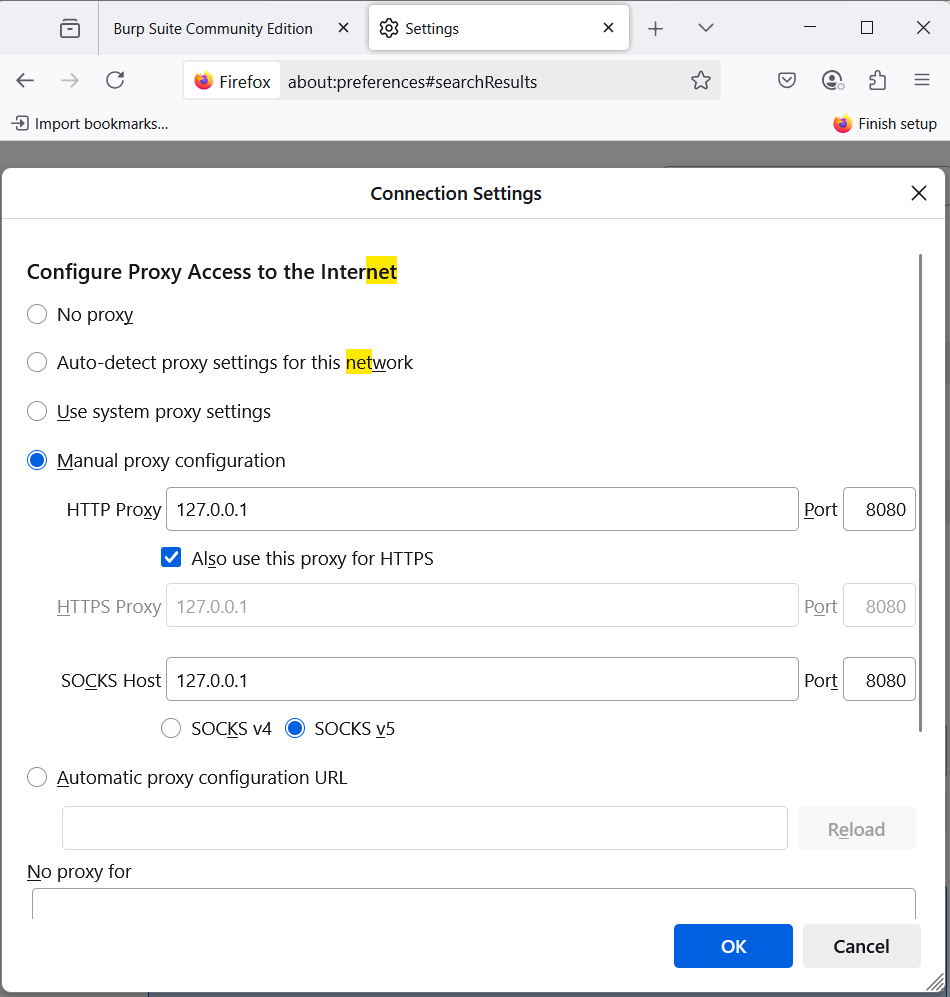 Burp Suite Community Edition
Settings
Firefox about:preferences#searchResults
Import bookmarks... Finish setup
Connection Settings
Configure Proxy Access to the Internet
No proxy
Auto-detect proxy settings for this network
Use system proxy settings
Manual proxy configuration
HTTP Proxy 127.0.0.1 Port 8080
Also use this proxy for HTTPS
HTTPS Proxy 127.0.0.1 Port 8080
SOCKS Host 127.0.0.1 Port 8080
SOCKS v4 SOCKS v5
Automatic proxy configuration URL
Reload
No proxy for
OK Cancel